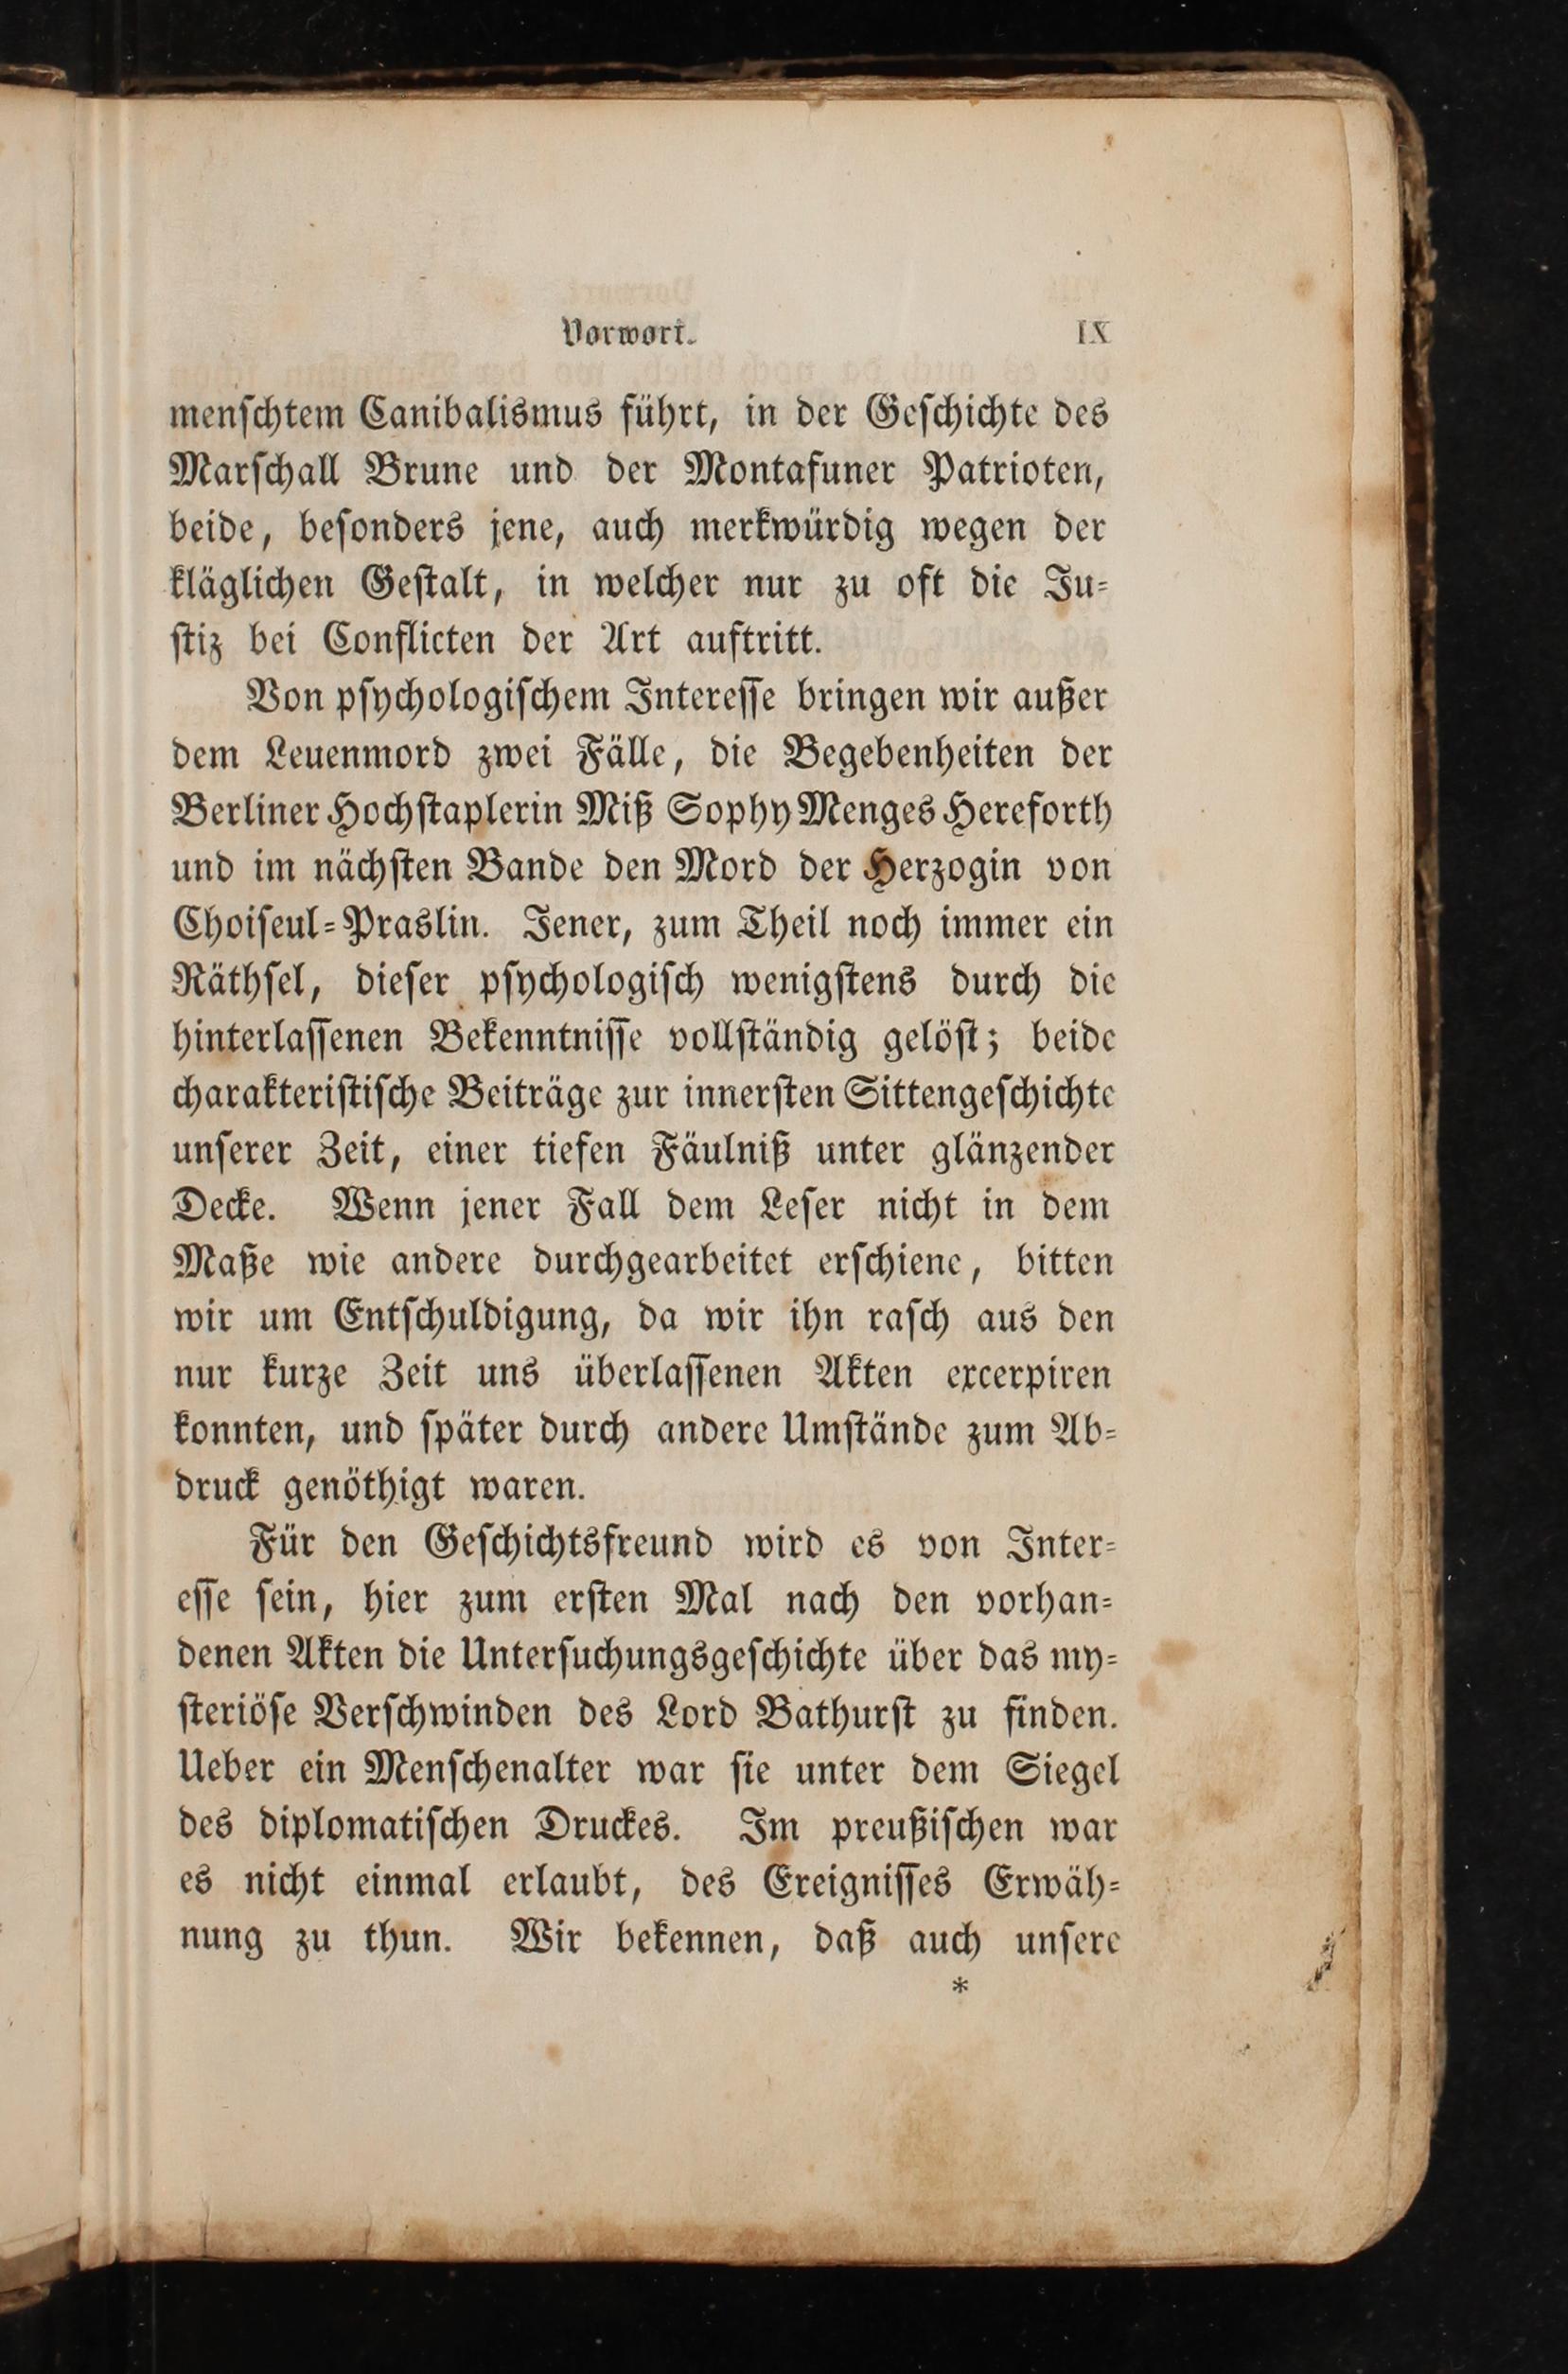 Vorwort. IX
menſchtem Canibalismus führt, in der Geſchichte des
Marſchall Brune und der Montafuner Patrioten,
beide, beſonders jene, auch merkwürdig wegen der
kläglichen Geſtalt, in welcher nur zu oft die Ju⸗
ſtiz bei Conflicten der Art auftritt.
Von pſychologiſchem Intereſſe bringen wir außer
dem Leuenmord zwei Fälle, die Begebenheiten der
Berliner Hochſtaplerin Miß Sophy Menges Hereforth
und im nächſten Bande den Mord der Herzogin von
Choiſeul⸗Praslin. Jener, zum Theil noch immer ein
Räthſel, dieſer pſychologiſch wenigſtens durch die
hinterlaſſenen Bekenntniſſe vollſtändig gelöſt; beide
charakteriſtiſche Beiträge zur innerſten Sittengeſchichte
unſerer Zeit, einer tiefen Fäulniß unter glänzender
Decke. Wenn jener Fall dem Leſer nicht in dem
Maße wie andere durchgearbeitet erſchiene, bitten
wir um Entſchuldigung, da wir ihn raſch aus den
nur kurze Zeit uns überlaſſenen Akten excerpiren
konnten, und ſpäter durch andere Umſtände zum Ab⸗
druck genöthigt waren.
Für den Geſchichtsfreund wird es von Inter⸗
eſſe ſein, hier zum erſten Mal nach den vorhan⸗
denen Akten die Unterſuchungsgeſchichte über das my⸗
ſteriöſe Verſchwinden des Lord Bathurſt zu finden.
Ueber ein Menſchenalter war ſie unter dem Siegel
des diplomatiſchen Druckes. Im preußiſchen war
es nicht einmal erlaubt, des Ereigniſſes Erwäh⸗
nung zu thun. Wir bekennen, daß auch unſere
*